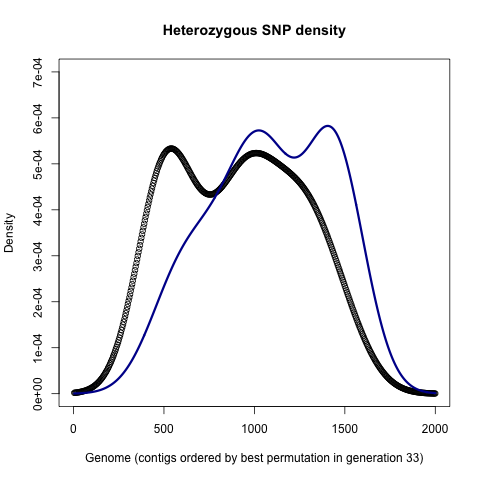 Heterozygous SNP density
7e-04
6e-04
5e-04
4e-04
3e-04
2e-04
1e-04
0e+00
Density
0 500 1000 1500 2000
Genome (contigs ordered by best permutation in generation 33)